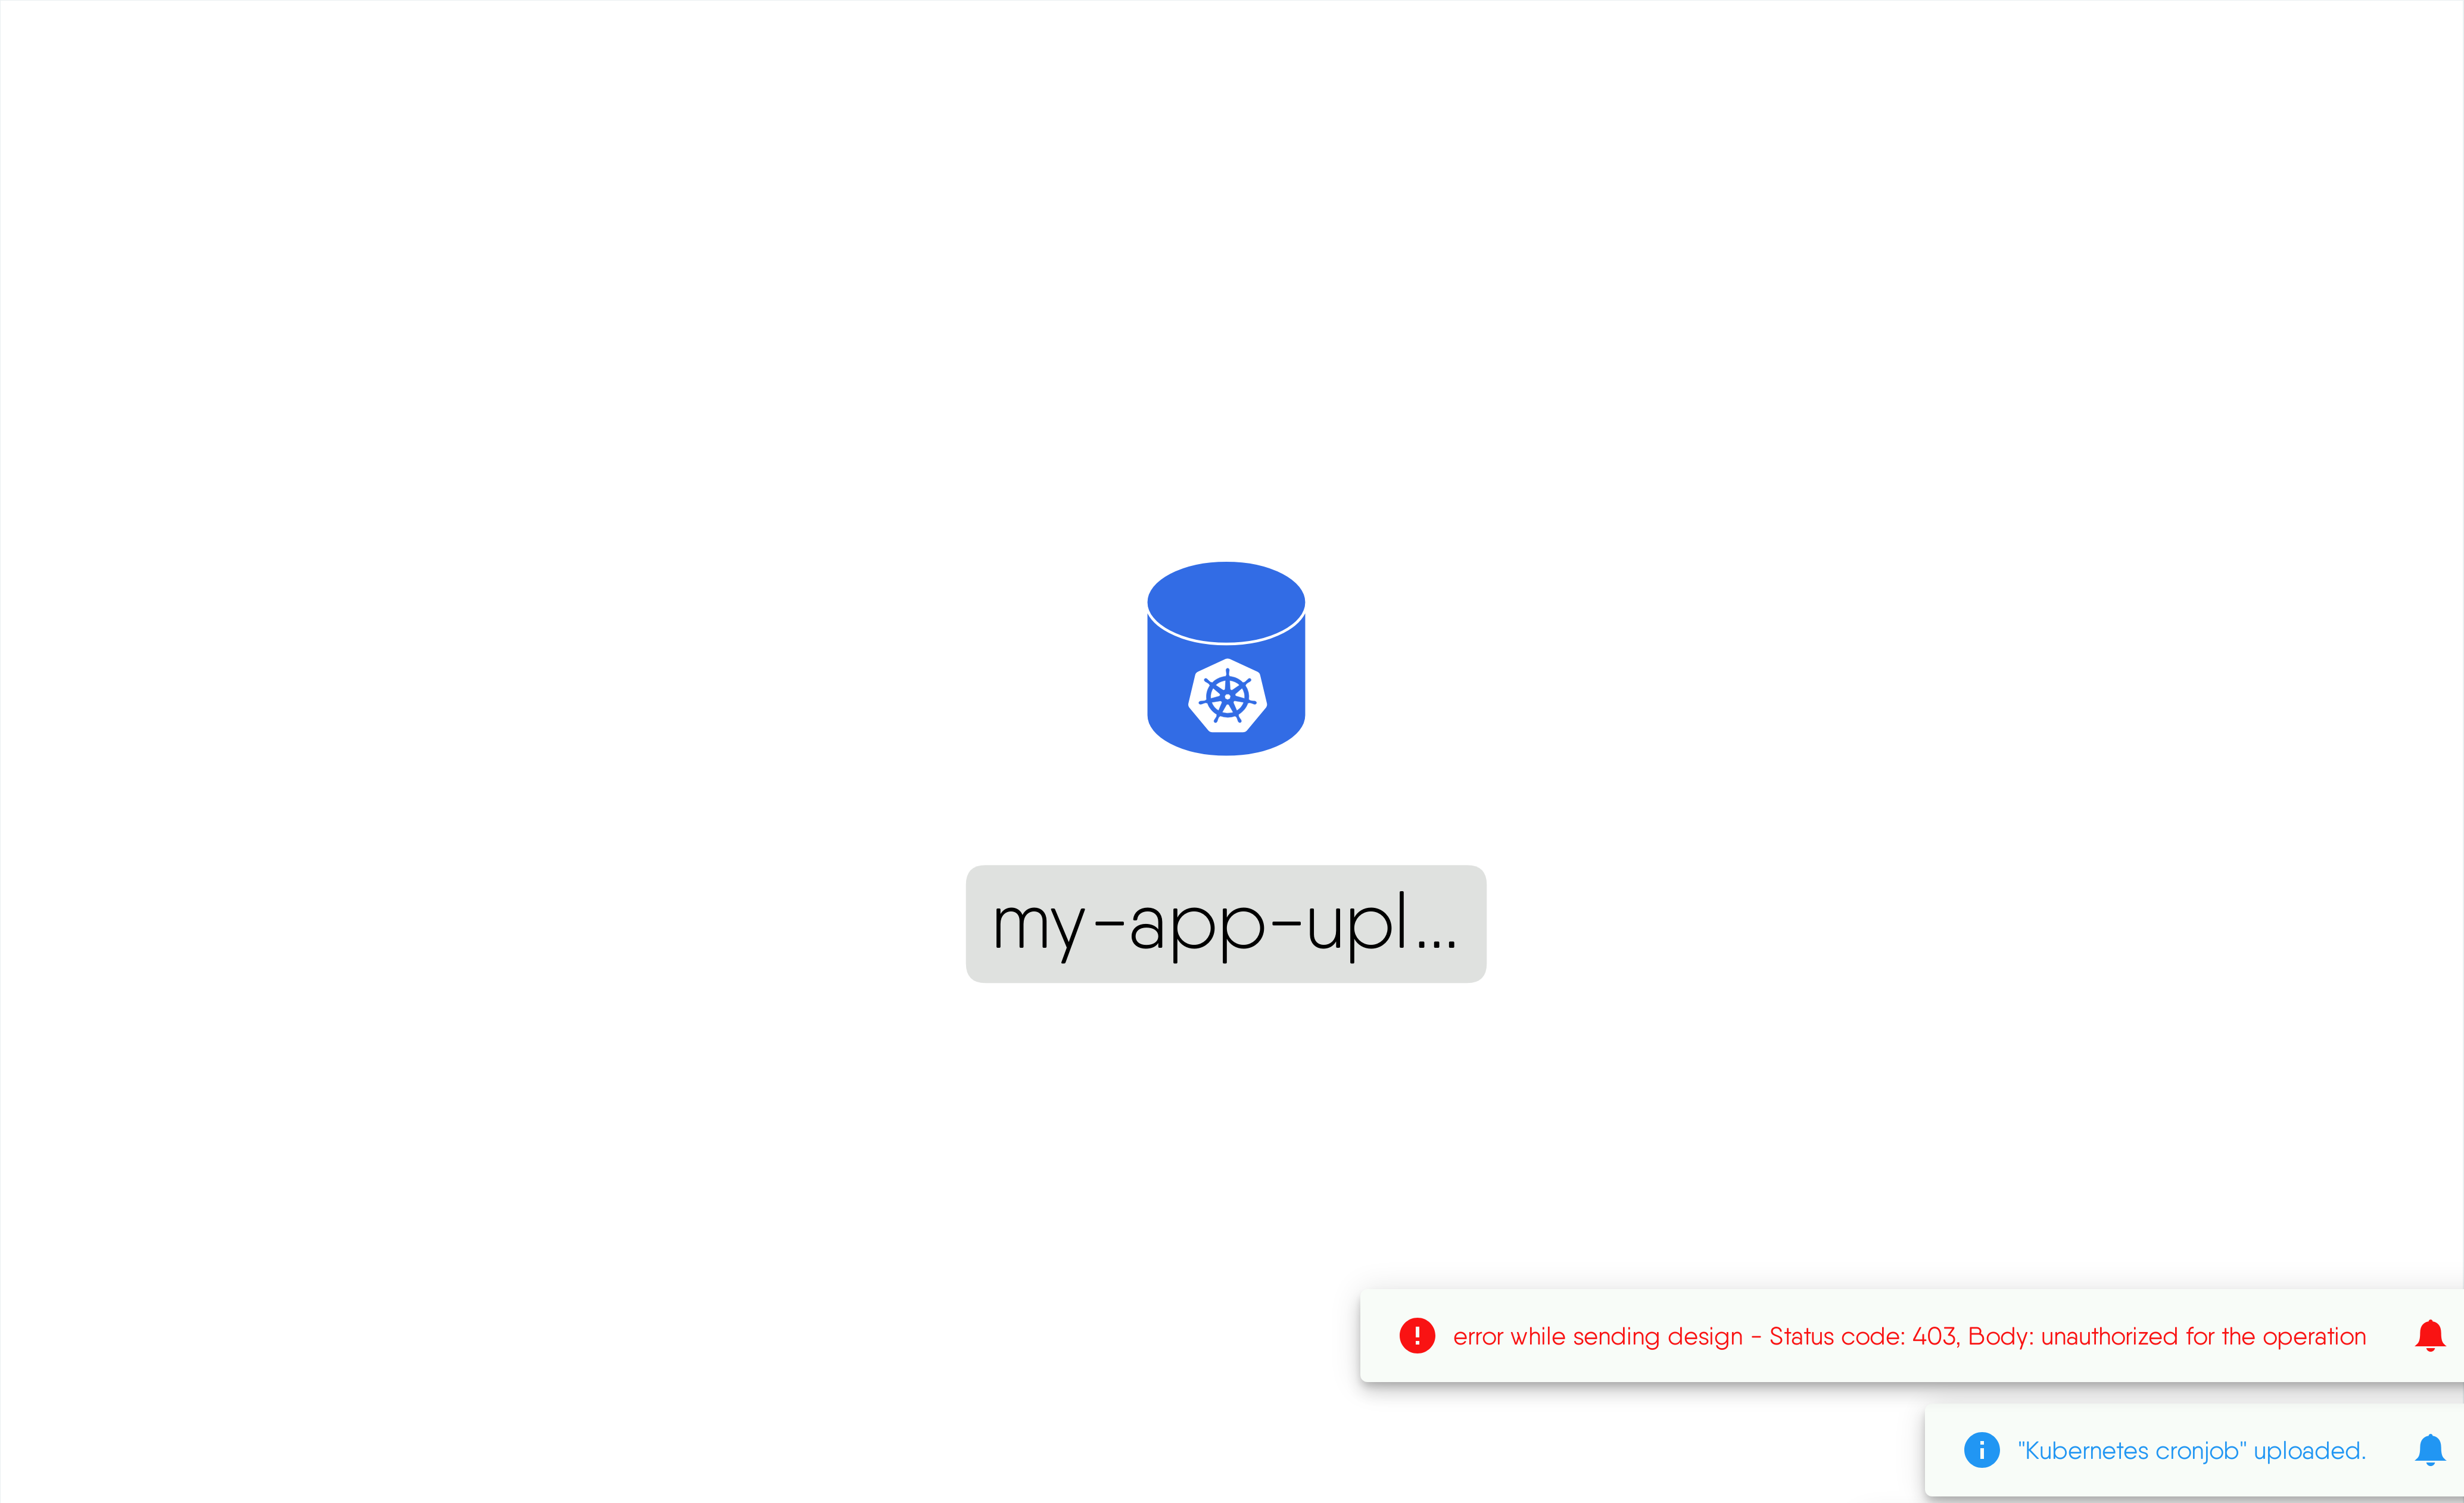 my-app-upl...
error while sending design - Status code: 403, Body: unauthorized for the operation
"Kubernetes cronjob" uploaded.